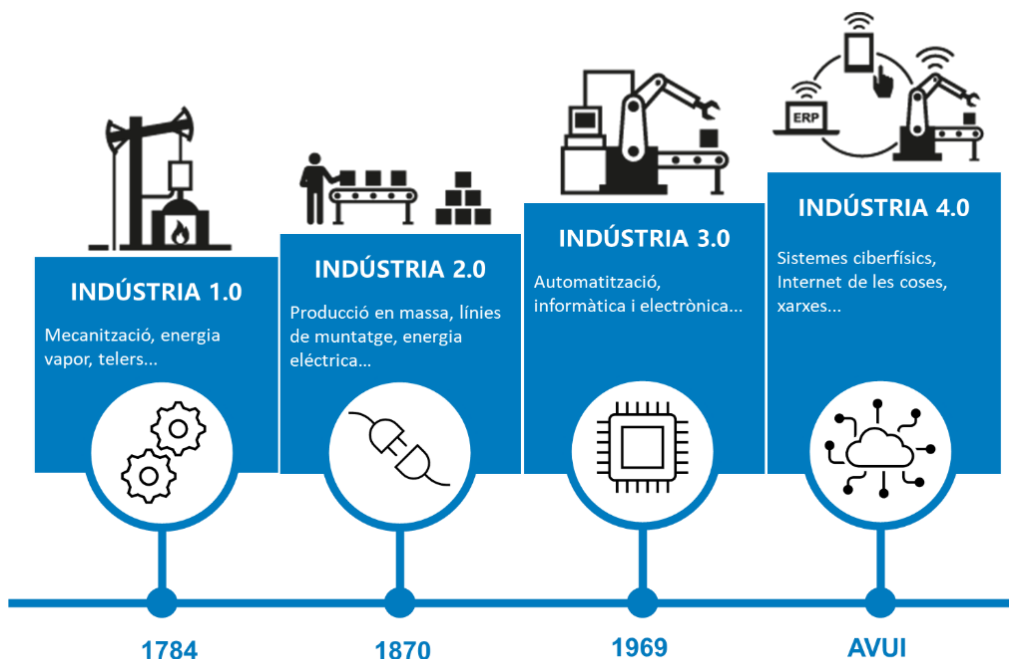 ERP
INDÚSTRIA 1.0
Mecanització, energia
vapor, telers...
INDÚSTRIA 2.0
Producció en massa, línies
de muntatge, energia
eléctrica...
INDÚSTRIA 3.0
Automatització,
informàtica i electrònica...
INDÚSTRIA 4.0
Sistemes ciberfísics,
Internet de les coses,
xarxes...
1784
1870
1969
AVUI